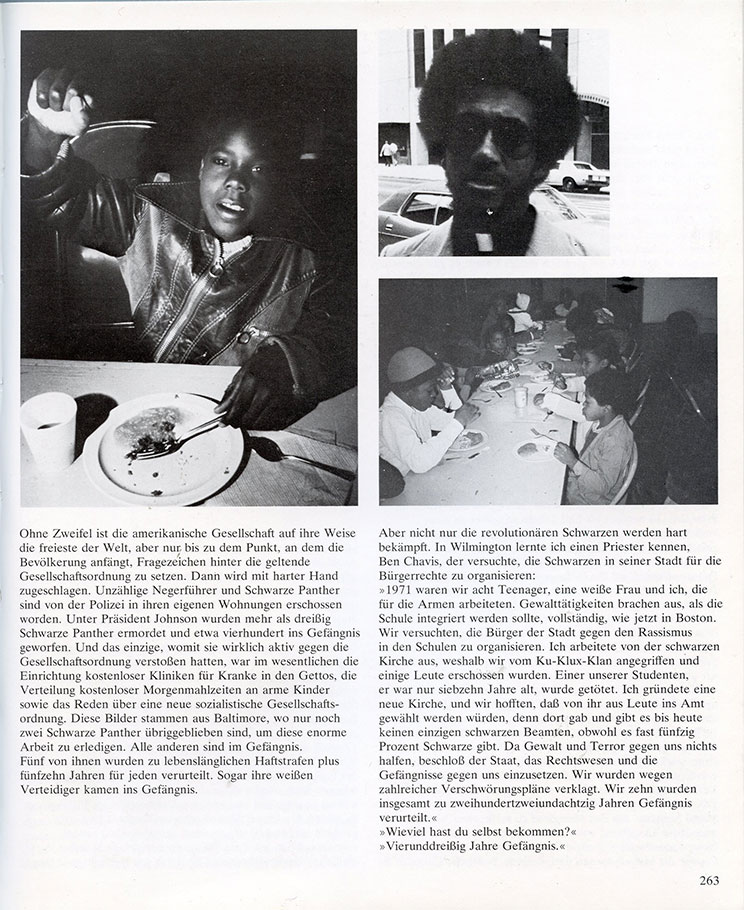 Ohne Zweifel ist die amerikanische Gesellschaft auf ihre Weise
die freieste der Welt, aber nur bis zu dem Punkt, an dem die
Bevölkerung anfängt, Fragezeichen hinter die geltende
Gesellschaftsordnung zu setzen. Dann wird mit harter Hand
zugeschlagen. Unzählige Negerführer und Schwarze Panther
sind von der Polizei in ihren eigenen Wohnungen erschossen
worden. Unter Präsident Johnson wurden mehr als dreißig
Schwarze Panther ermordet und etwa vierhundert ins Gefängnis
geworfen. Und das einzige, womit sie wirklich aktiv gegen die
Gesellschaftsordnung verstoßen hatten, war im wesentlichen die
Einrichtung kostenloser Kliniken für Kranke in den Gettos, die
Verteilung kostenloser Morgenmahlzeiten an arme Kinder
sowie das Reden über eine neue sozialistische Gesellschafts-
ordnung. Diese Bilder stammen aus Baltimore, wo nur noch
zwei Schwarze Panther übriggeblieben sind, um diese enorme
Arbeit zu erledigen. Alle anderen sind im Gefängnis.
Fünf von ihnen wurden zu lebenslänglichen Haftstrafen plus
fünfzehn Jahren für jeden verurteilt. Sogar ihre weißen
Verteidiger kamen ins Gefängnis.
Aber nicht nur die revolutionären Schwarzen werden hart
bekämpft. In Wilmington lernte ich einen Priester kennen,
Ben Chavis, der versuchte, die Schwarzen in seiner Stadt für die
Bürgerrechte zu organisieren:
»1971 waren wir acht Teenager, eine weiße Frau und ich, die
für die Armen arbeiteten. Gewalttätigkeiten brachen aus, als die
Schule integriert werden sollte, vollständig, wie jetzt in Boston.
Wir versuchten, die Bürger der Stadt gegen den Rassismus
in den Schulen zu organisieren. Ich arbeitete von der schwarzen
Kirche aus, weshalb wir vom Ku-Klux-Klan angegriffen und
einige Leute erschossen wurden. Einer unserer Studenten,
er war nur siebzehn Jahre alt, wurde getötet. Ich gründete eine
neue Kirche, und wir hofften, daß von ihr aus Leute ins Amt
gewählt werden würden, denn dort gab und gibt es bis heute
keinen einzigen schwarzen Beamten, obwohl es fast fünfzig
Prozent Schwarze gibt. Da Gewalt und Terror gegen uns nichts
halfen, beschloß der Staat, das Rechtswesen und die
Gefängnisse gegen uns einzusetzen. Wir wurden wegen
zahlreicher Verschwörungspläne verklagt. Wir zehn wurden
insgesamt zu zweihundertzweiundachtzig Jahren Gefängnis
verurteilt.«
»Wieviel hast du selbst bekommen?«
»Vierunddreißig Jahre Gefängnis.«
263